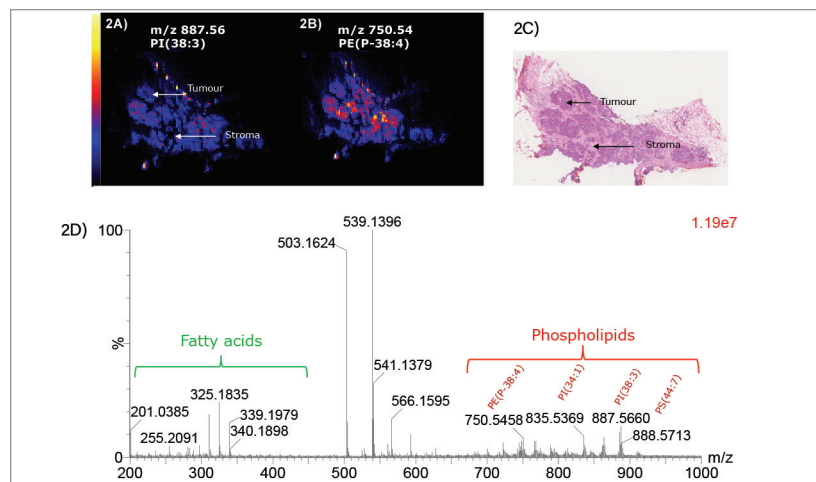 2A)
m/z 887.56
PI(38:3)
2B)
m/z 750.54
PE(P-38:4)
2C)
Tumour
Stroma
Tumour
Stroma
2D)
1.19e7
100
%
0
539.1396
503.1624
541.1379
566.1595
Fatty acids
325.1835
339.1979
340.1898
201.0385
255.2091
Phospholipids
PE(P-38:4)
PI(34:1)
PI(38:3)
PS(44:7)
750.5458
835.5369
887.5660
888.5713
200 300 400 500 600 700 800 900 1000 m/z